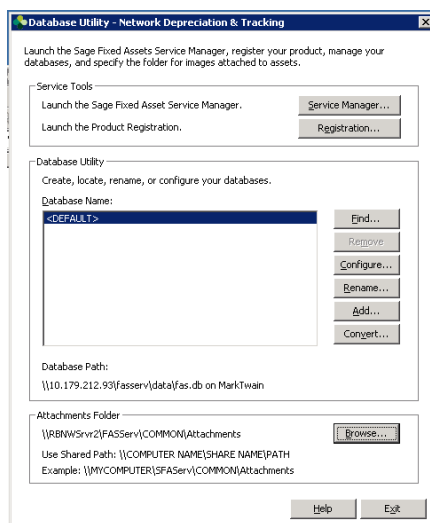 Database Utility - Network Depreciation & Tracking
Launch the Sage Fixed Assets Service Manager, register your product, manage your
databases, and specify the folder for images attached to assets.
Service Tools
Launch the Sage Fixed Asset Service Manager.
Service Manager...
Launch the Product Registration.
Registration...
Database Utility
Create, locate, rename, or configure your databases.
Database Name:
<DEFAULT>
Find...
Remove
Configure...
Rename...
Add...
Convert...
Database Path:
\\10.179.212.93\fasserv\data\fas.db on MarkTwain
Attachments Folder
\\RBNWSrvr2\FASServ\COMMON\Attachments
Browse...
Use Shared Path: \\COMPUTER NAME\SHARE NAME\PATH
Example: \\MYCOMPUTER\SFAServ\COMMON\Attachments
Help
Exit